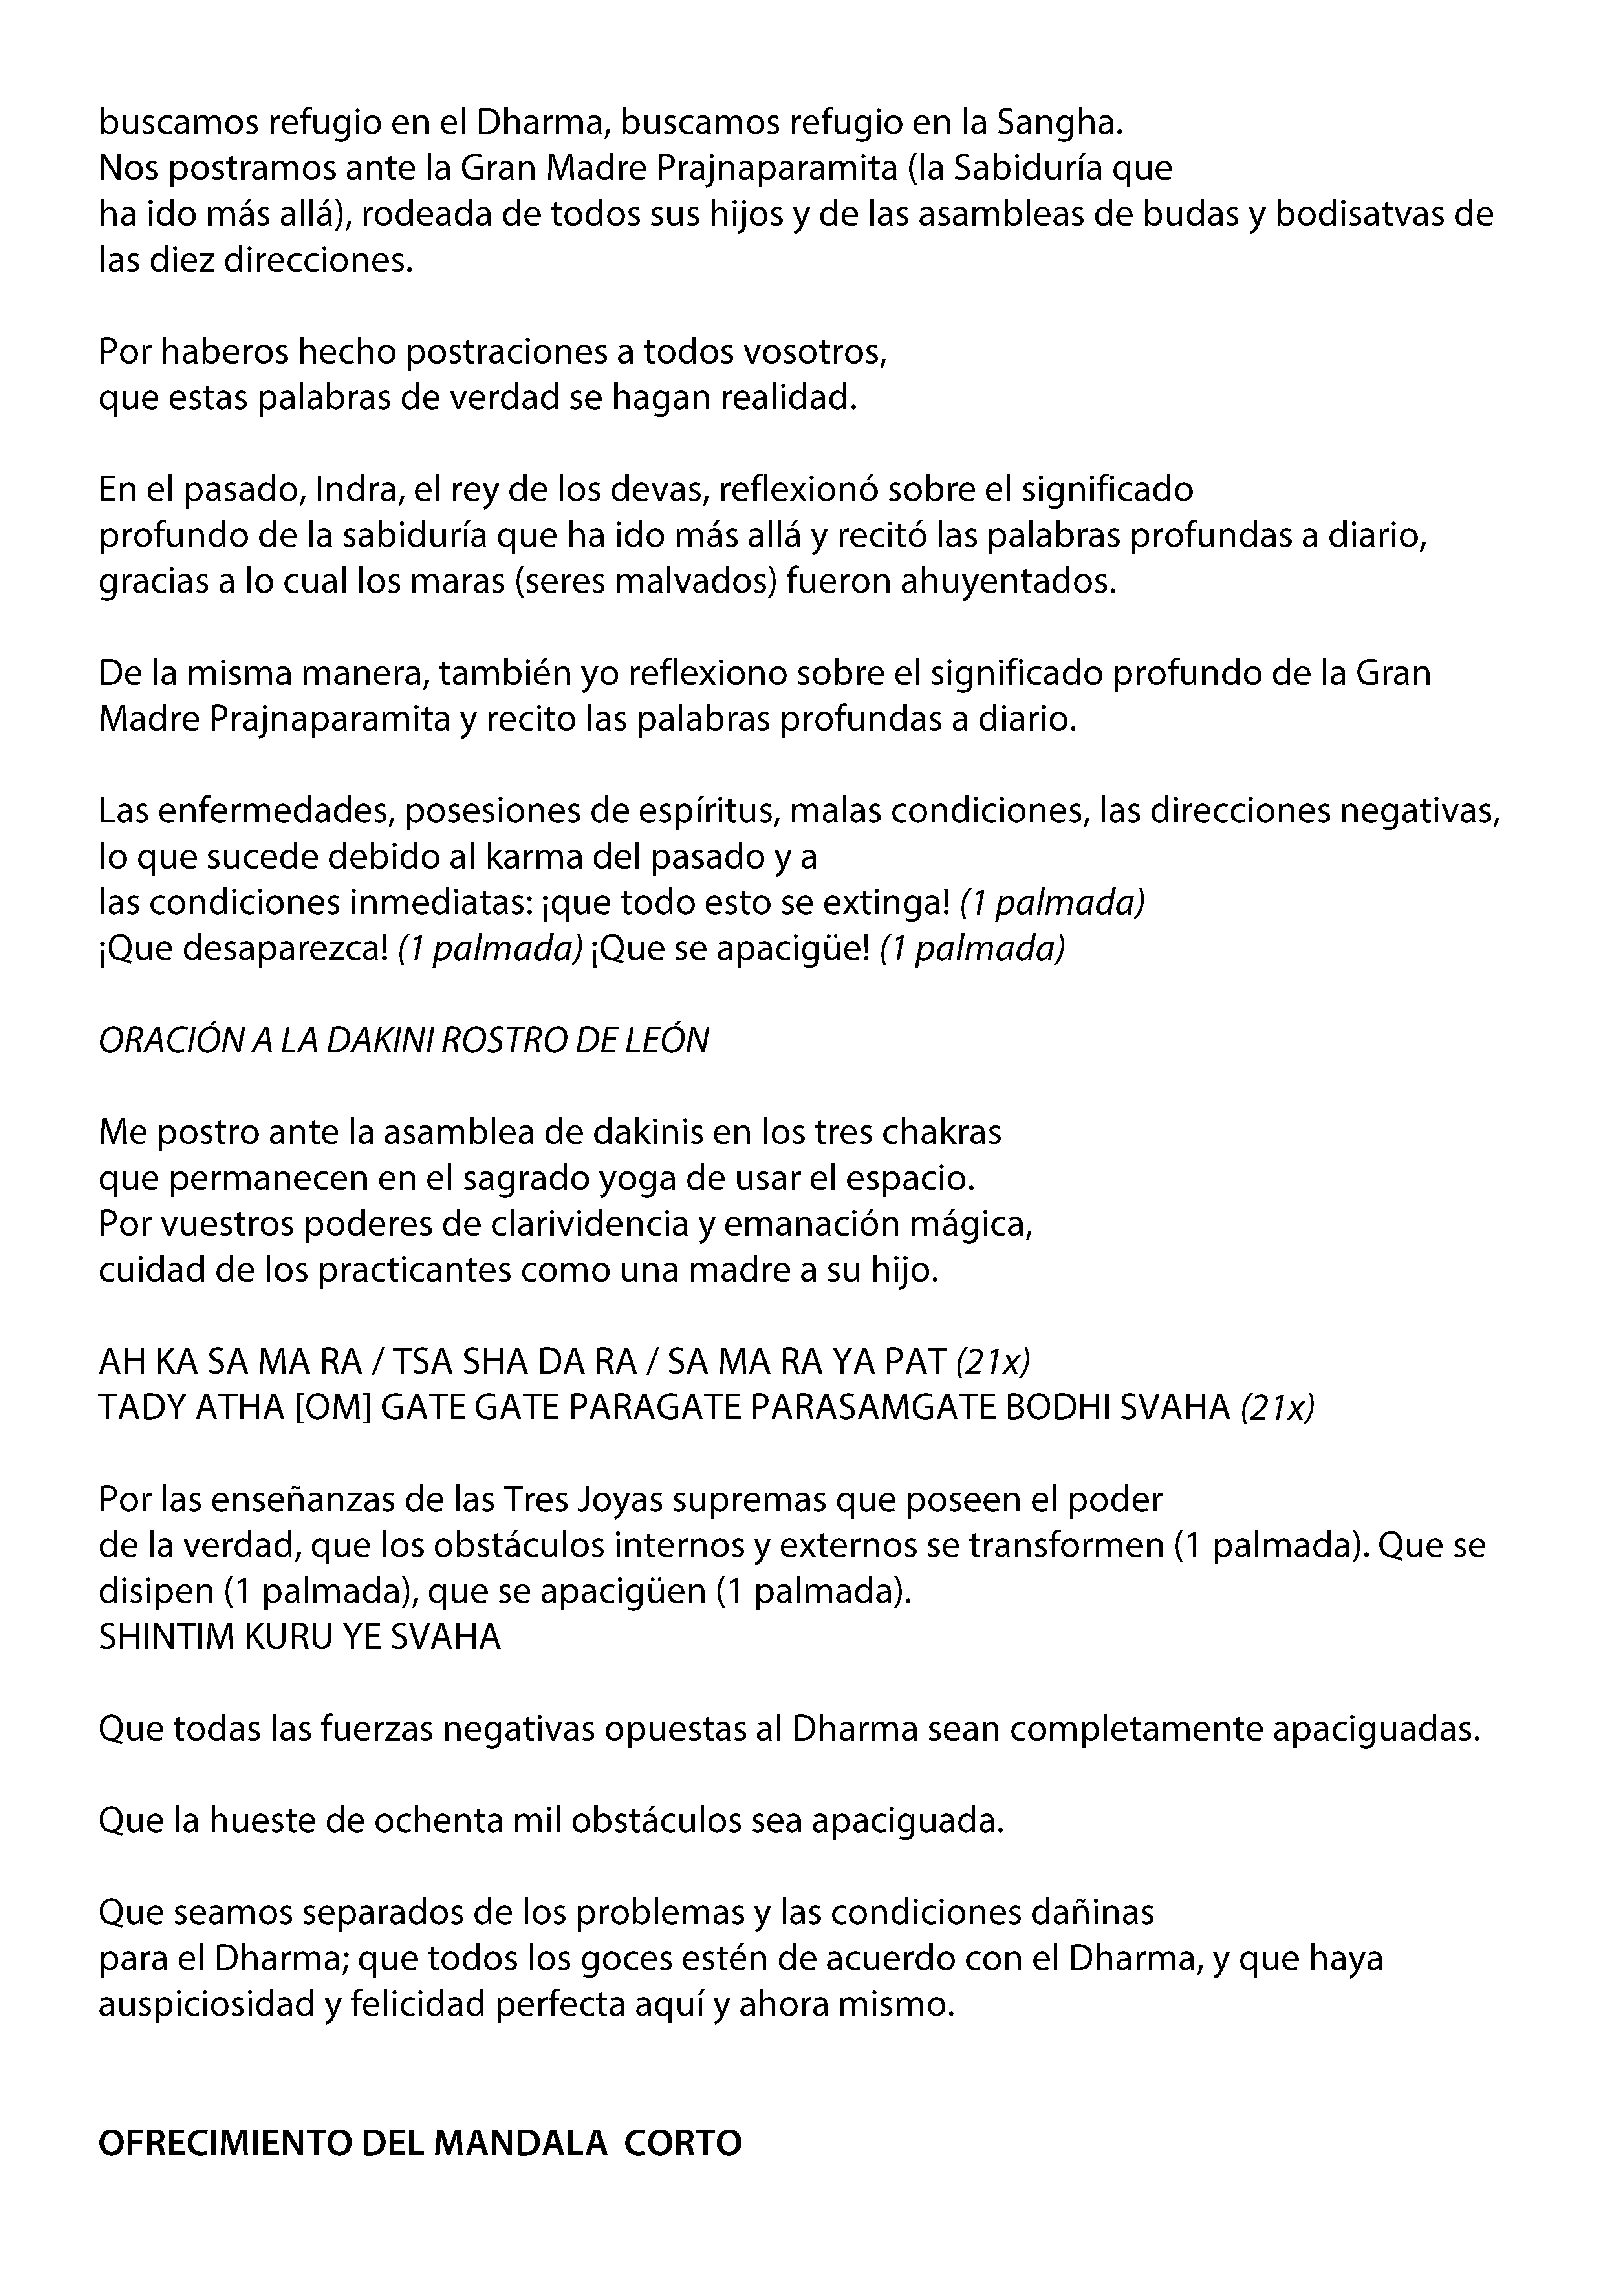 buscamos refugio en el Dharma, buscamos refugio en la Sangha.
Nos postramos ante la Gran Madre Prajnaparamita (la Sabiduría que
ha ido más allá), rodeada de todos sus hijos y de las asambleas de budas y bodisatvas de
las diez direcciones.
Por haberos hecho postraciones a todos vosotros,
que estas palabras de verdad se hagan realidad.
En el pasado, Indra, el rey de los devas, reflexionó sobre el significado
profundo de la sabiduría que ha ido más allá y recitó las palabras profundas a diario,
gracias a lo cual los maras (seres malvados) fueron ahuyentados.
De la misma manera, también yo reflexiono sobre el significado profundo de la Gran
Madre Prajnaparamita y recito las palabras profundas a diario.
Las enfermedades, posesiones de espíritus, malas condiciones, las direcciones negativas,
lo que sucede debido al karma del pasado y a
las condiciones inmediatas: ¡que todo esto se extinga! (1 palmada)
¡Que desaparezca! (1 palmada) ¡Que se apacigüe! (1 palmada)
ORACIÓN A LA DAKINI ROSTRO DE LEÓN
Me postro ante la asamblea de dakinis en los tres chakras
que permanecen en el sagrado yoga de usar el espacio.
Por vuestros poderes de clarividencia y emanación mágica,
cuidad de los practicantes como una madre a su hijo.
AH KA SA MA RA / TSA SHA DA RA / SA MA RA YA PAT (21x)
TADY ATHA [OM] GATE GATE PARAGATE PARASAMGATE BODHI SVAHA (21x)
Por las enseñanzas de las Tres Joyas supremas que poseen el poder
de la verdad, que los obstáculos internos y externos se transformen (1 palmada). Que se
disipen (1 palmada), que se apacigüen (1 palmada).
SHINTIM KURU YE SVAHA
Que todas las fuerzas negativas opuestas al Dharma sean completamente apaciguadas.
Que la hueste de ochenta mil obstáculos sea apaciguada.
Que seamos separados de los problemas y las condiciones dañinas
para el Dharma; que todos los goces estén de acuerdo con el Dharma, y que haya
auspiciosidad y felicidad perfecta aquí y ahora mismo.
OFRECIMIENTO DEL MANDALA  CORTO